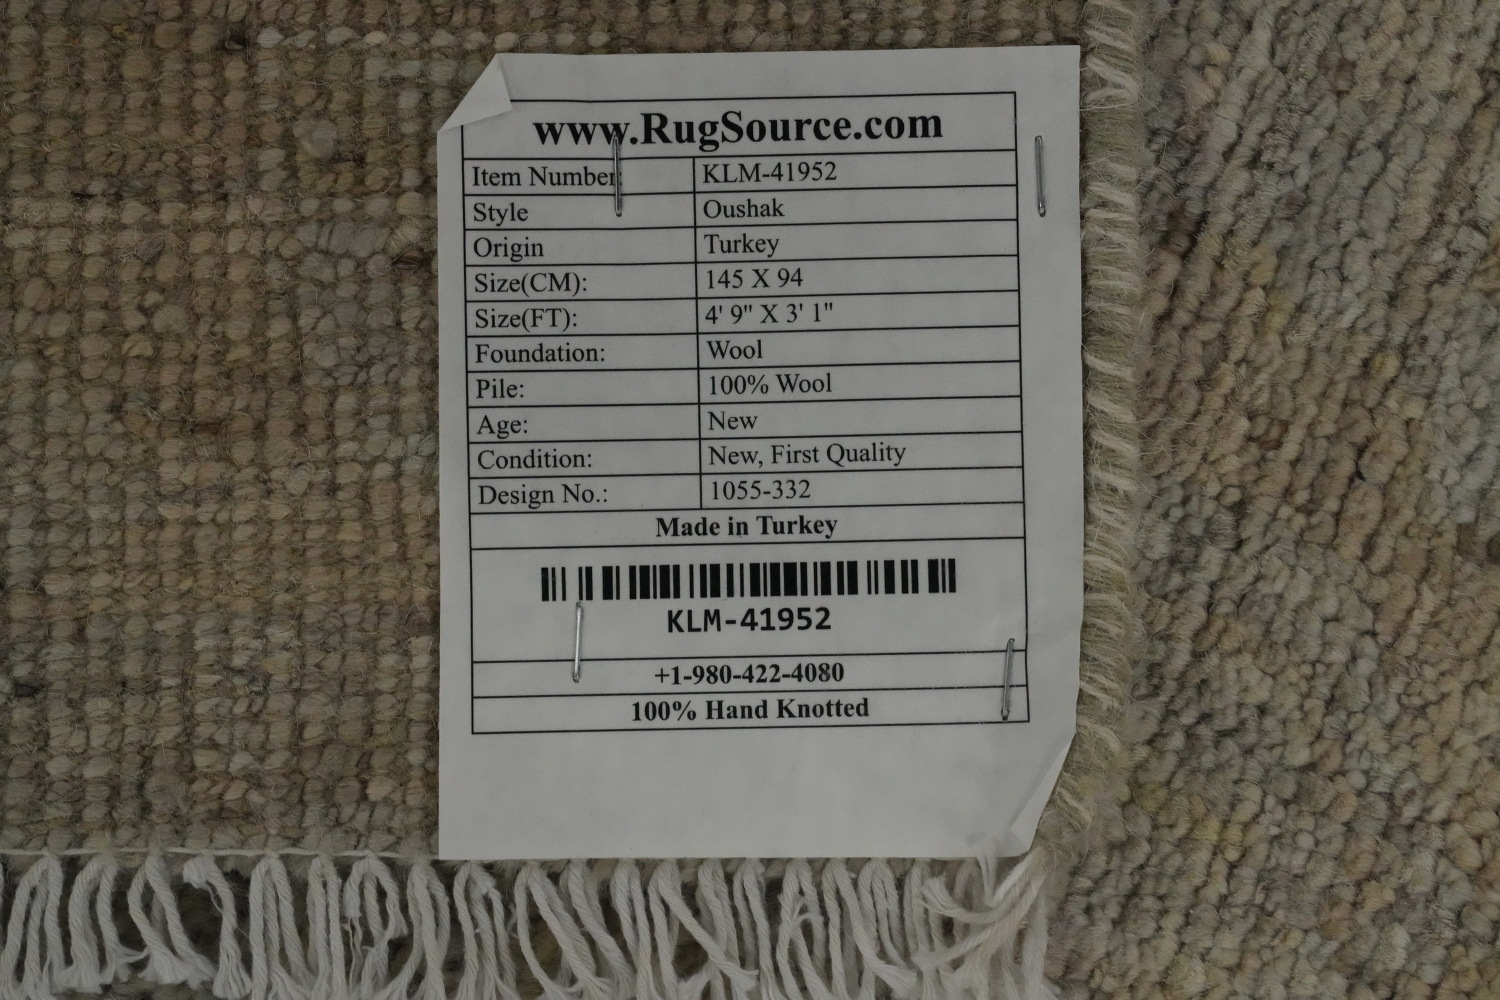 www.RugSource.com
Item Number: KLM-41952
Style Oushak
Origin Turkey
Size(CM): 145 X 94
Size(FT): 4' 9" X 3' 1"
Foundation: Wool
Pile: 100% Wool
Age: New
Condition: New, First Quality
Design No.: 1055-332
Made in Turkey
KLM-41952
+1-980-422-4080
100% Hand Knotted